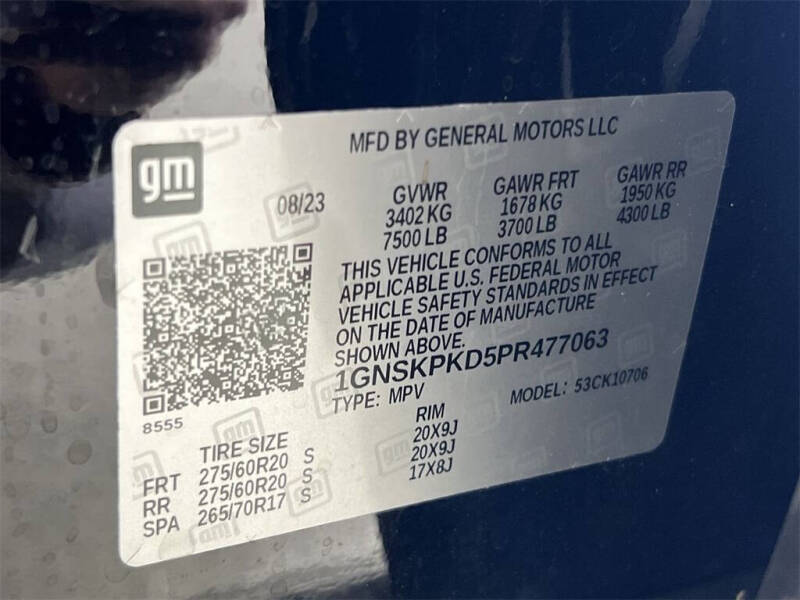 MFD BY GENERAL MOTORS LLC
gm
08/23
GVWR
3402 KG
7500 LB
GAWR FRT
1678 KG
3700 LB
GAWR RR
1950 KG
4300 LB
THIS VEHICLE CONFORMS TO ALL
APPLICABLE U.S. FEDERAL MOTOR
VEHICLE SAFETY STANDARDS IN EFFECT
ON THE DATE OF MANUFACTURE
SHOWN ABOVE.
1GNSKPKD5PR477063
TYPE: MPV MODEL: 53CK10706
8555
TIRE SIZE RIM
FRT 275/60R20 S 20X9J
RR 275/60R20 S 20X9J
SPA 265/70R17 S 17X8J